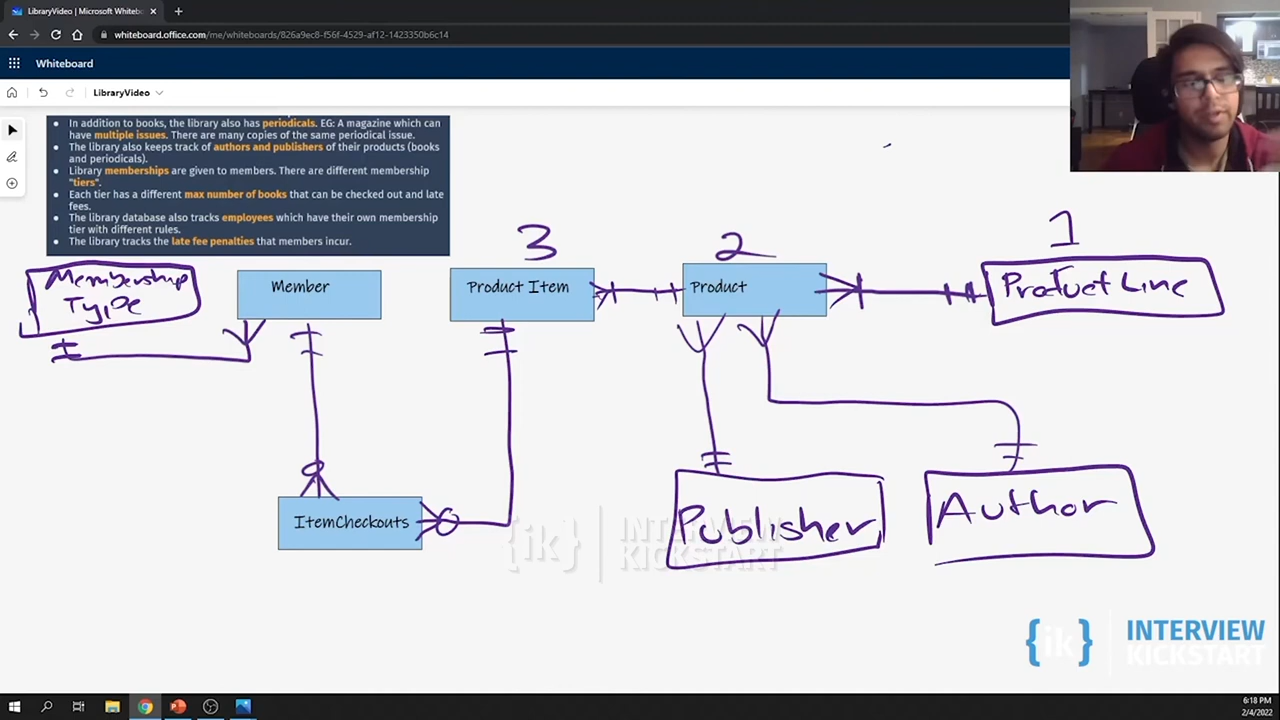 LibraryVideo | Microsoft Whiteb
whiteboard.office.com/me/whiteboards/826a9ec8-f56f-4529-af12-1423350b6c14
Whiteboard
LibraryVideo
In addition to books, the library also has periodicals. EG: A magazine which can
have multiple issues. There are many copies of the same periodical issue.
The library also keeps track of authors and publishers of their products (books
and periodicals).
Library memberships are given to members. There are different membership
"tiers".
Each tier has a different max number of books that can be checked out and late
fees.
The library database also tracks employees which have their own membership
tier with different rules.
The library tracks the late fee penalties that members incur.
3
2
1
Membership
Type
Member
Product Item
Product
Product Line
ItemCheckouts
Publisher
Author
{ik} INTERVIEW
KICKSTART
{ik} INTERVIEW
KICKSTART
6:18 PM
2/4/2022